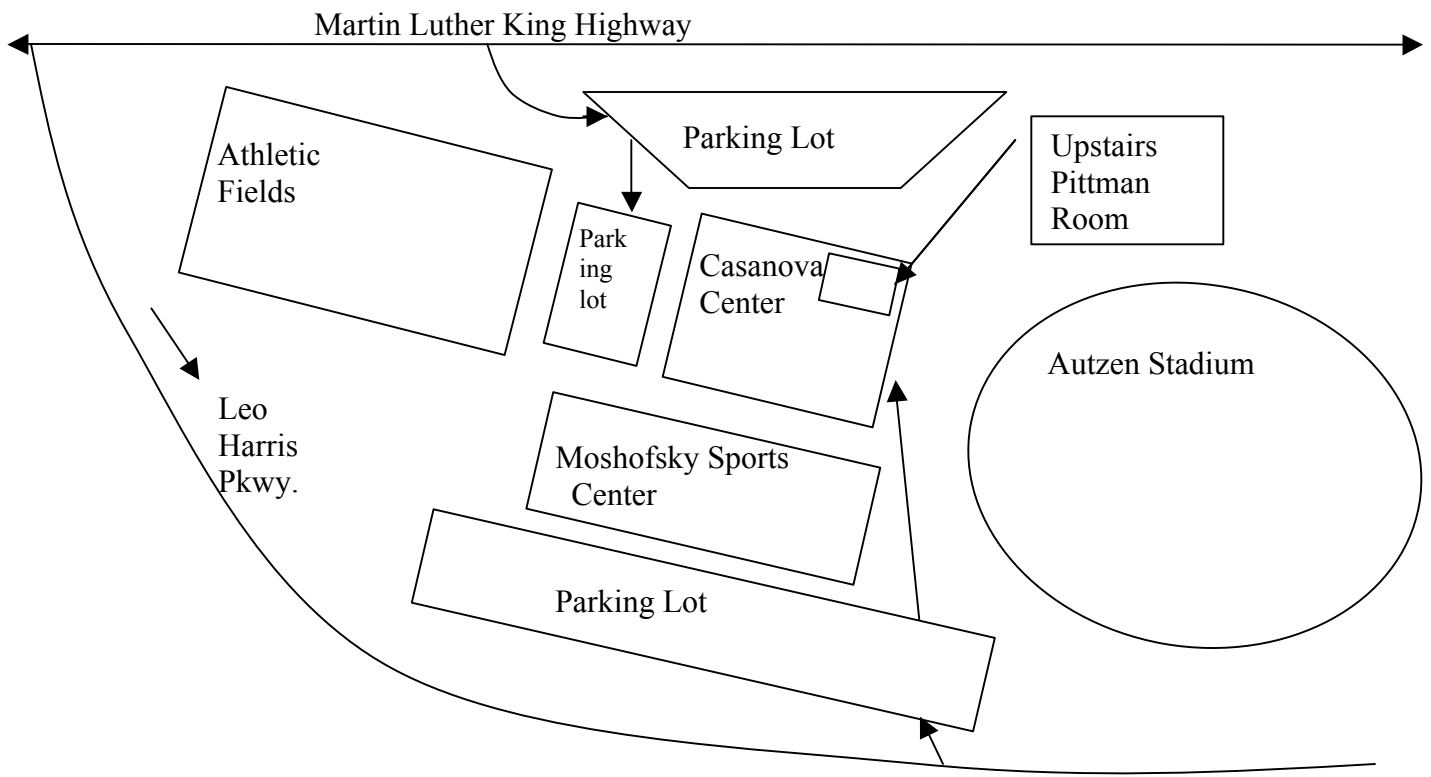 Martin Luther King Highway
Parking Lot
Upstairs
Pittman
Room
Athletic
Fields
Park
ing
lot
Casanova
Center
Autzen Stadium
Leo
Harris
Pkwy.
Moshofsky Sports
Center
Parking Lot